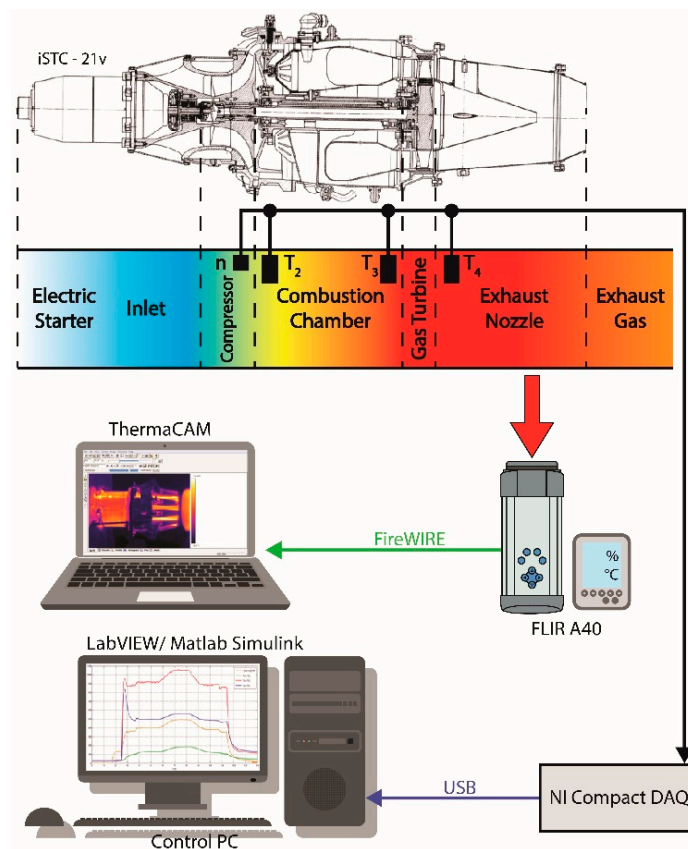 iSTC - 21v
n
T2
T3
T4
Electric
Starter
Inlet
Compressor
Combustion
Chamber
Gas Turbine
Exhaust
Nozzle
Exhaust
Gas
ThermaCAM
FireWIRE
%
°C
FLIR A40
LabVIEW/ Matlab Simulink
USB
NI Compact DAQ
Control PC